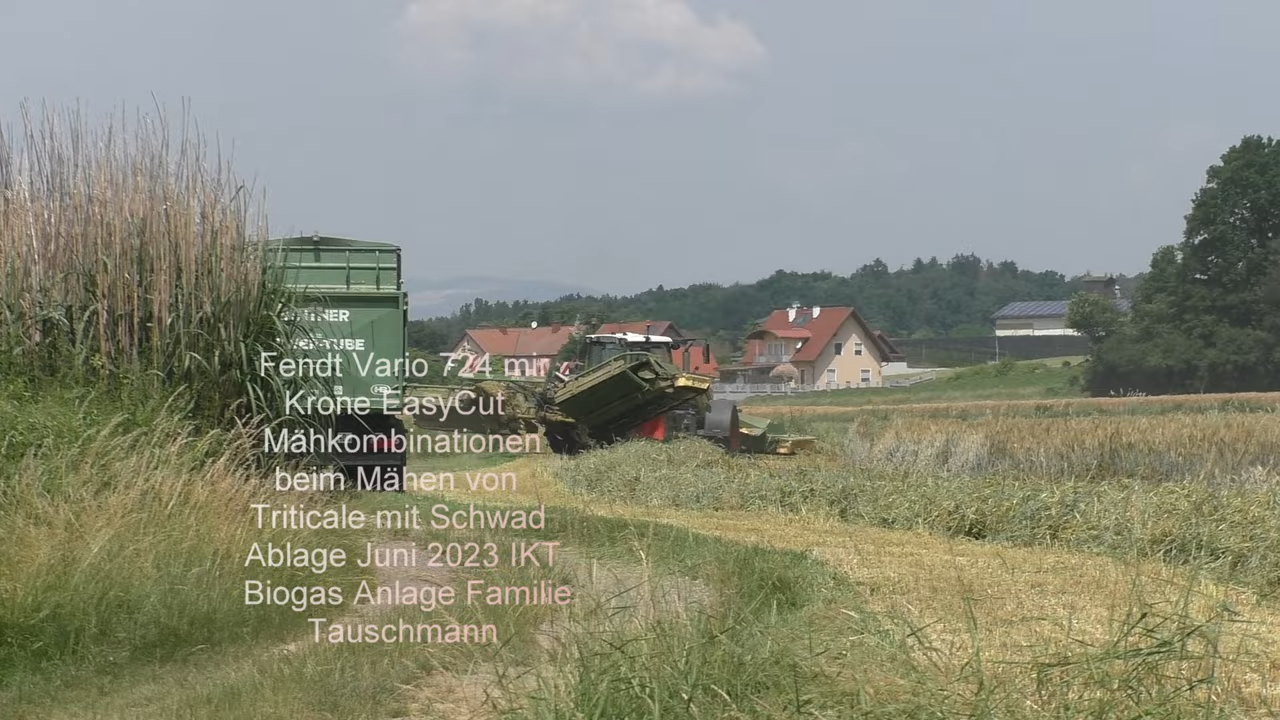 Fendt Vario 724 mir
Krone EasyCut
Mähkombinationen
beim Mähen von
Triticale mit Schwad
Ablage Juni 2023 IKT
Biogas Anlage Familie
Tauschmann